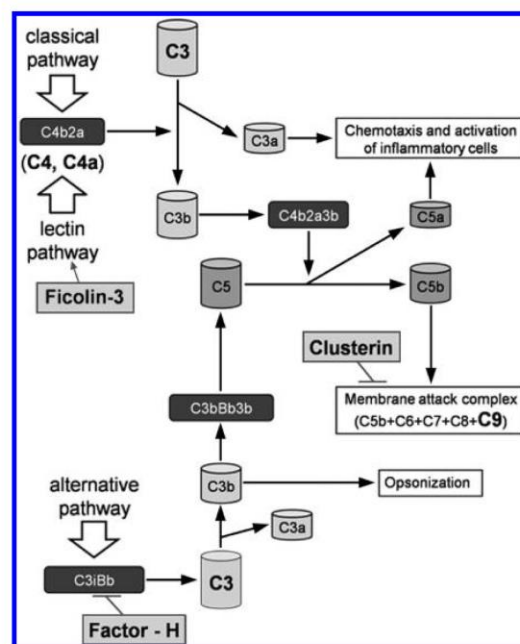 classical
pathway
C3
C4b2a
(C4, C4a)
C3a
Chemotaxis and activation
of inflammatory cells
lectin
pathway
C3b
C4b2a3b
C5a
Ficolin-3
C5
C5b
Clusterin
C3bBb3b
Membrane attack complex
(C5b+C6+C7+C8+C9)
alternative
pathway
C3b
Opsonization
C3a
C3iBb
C3
Factor - H